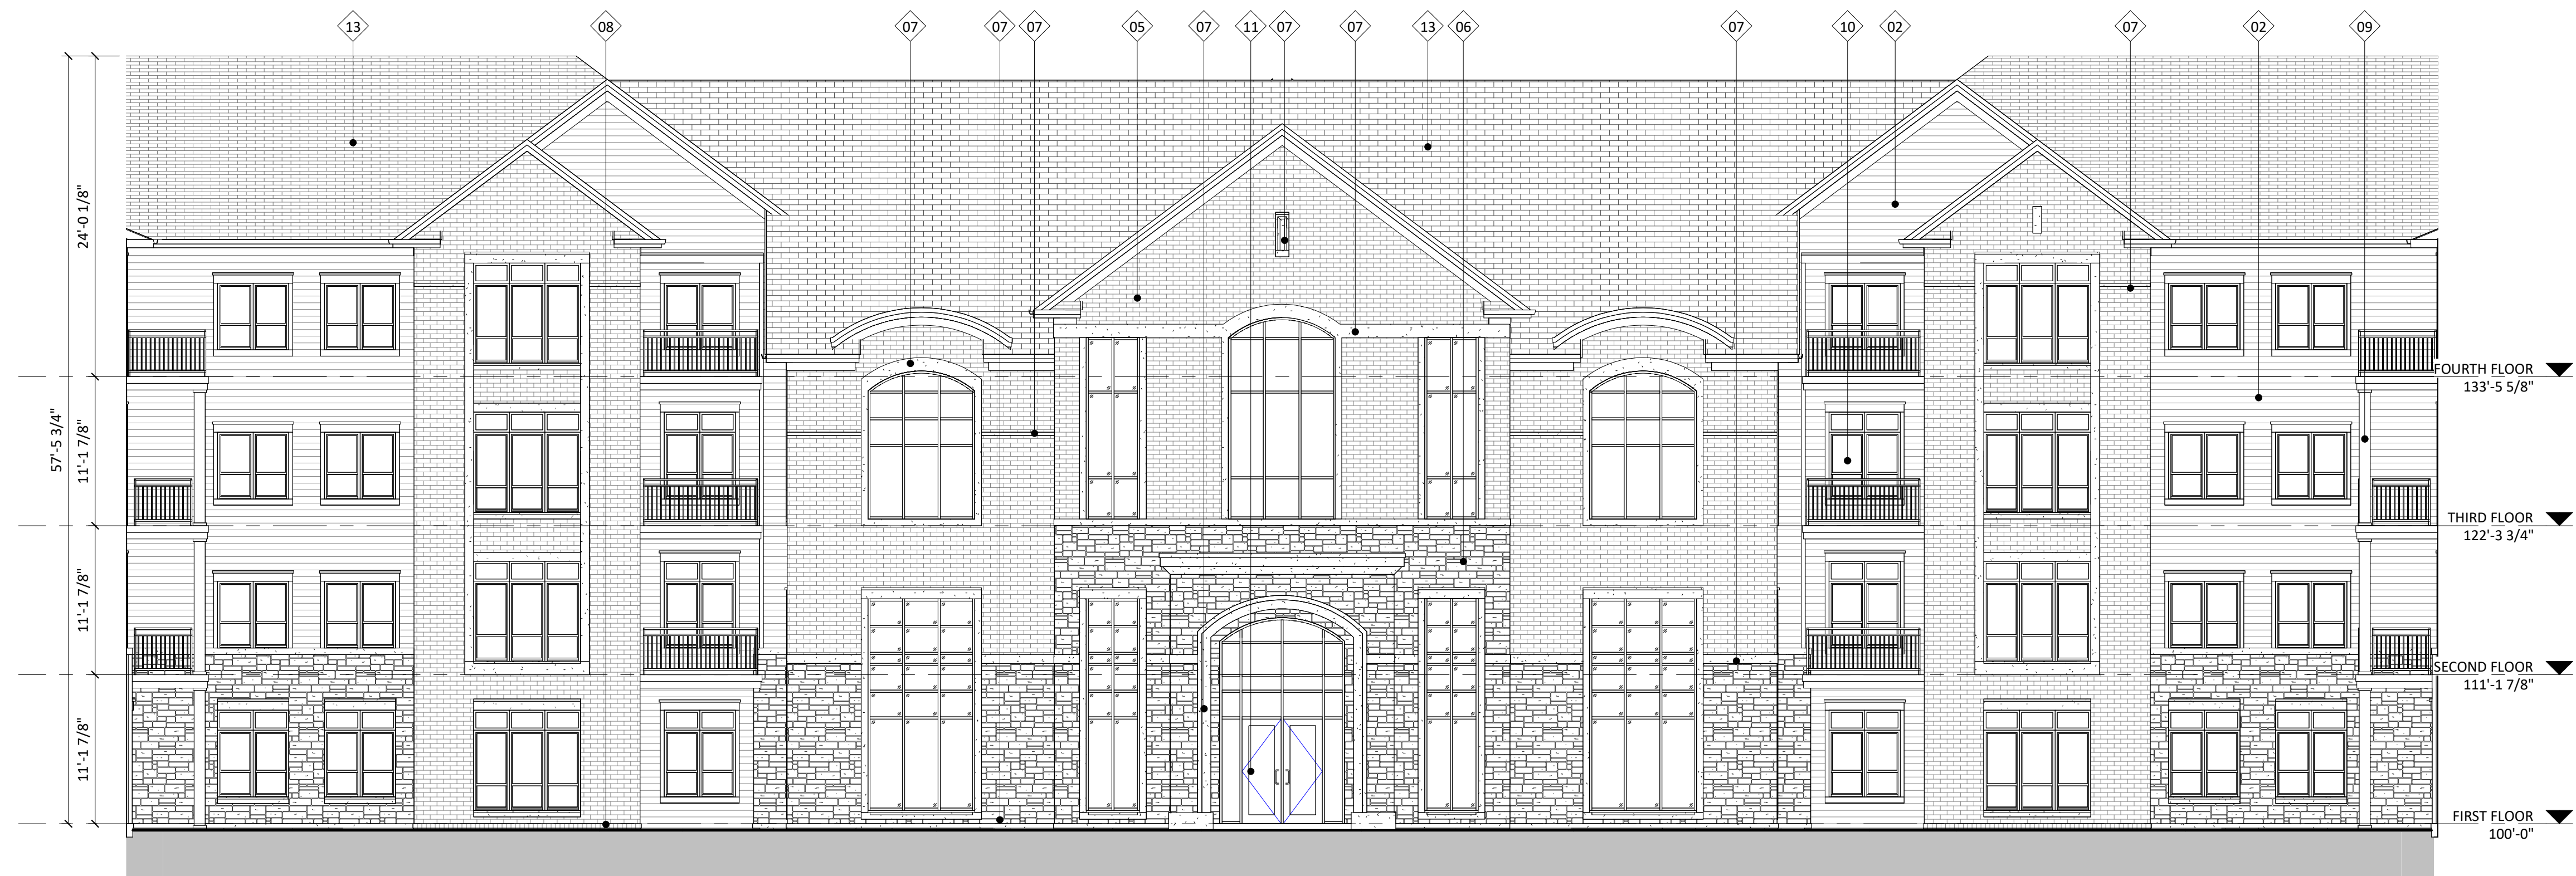 13 08 07 07 07 05 07 11 07 07 13 06 07 10 02 07 02 09
24'-0 1/8"
57'-5 3/4"
11'-1 7/8"
11'-1 7/8"
11'-1 7/8"
FOURTH FLOOR
133'-5 5/8"
THIRD FLOOR
122'-3 3/4"
SECOND FLOOR
111'-1 7/8"
FIRST FLOOR
100'-0"